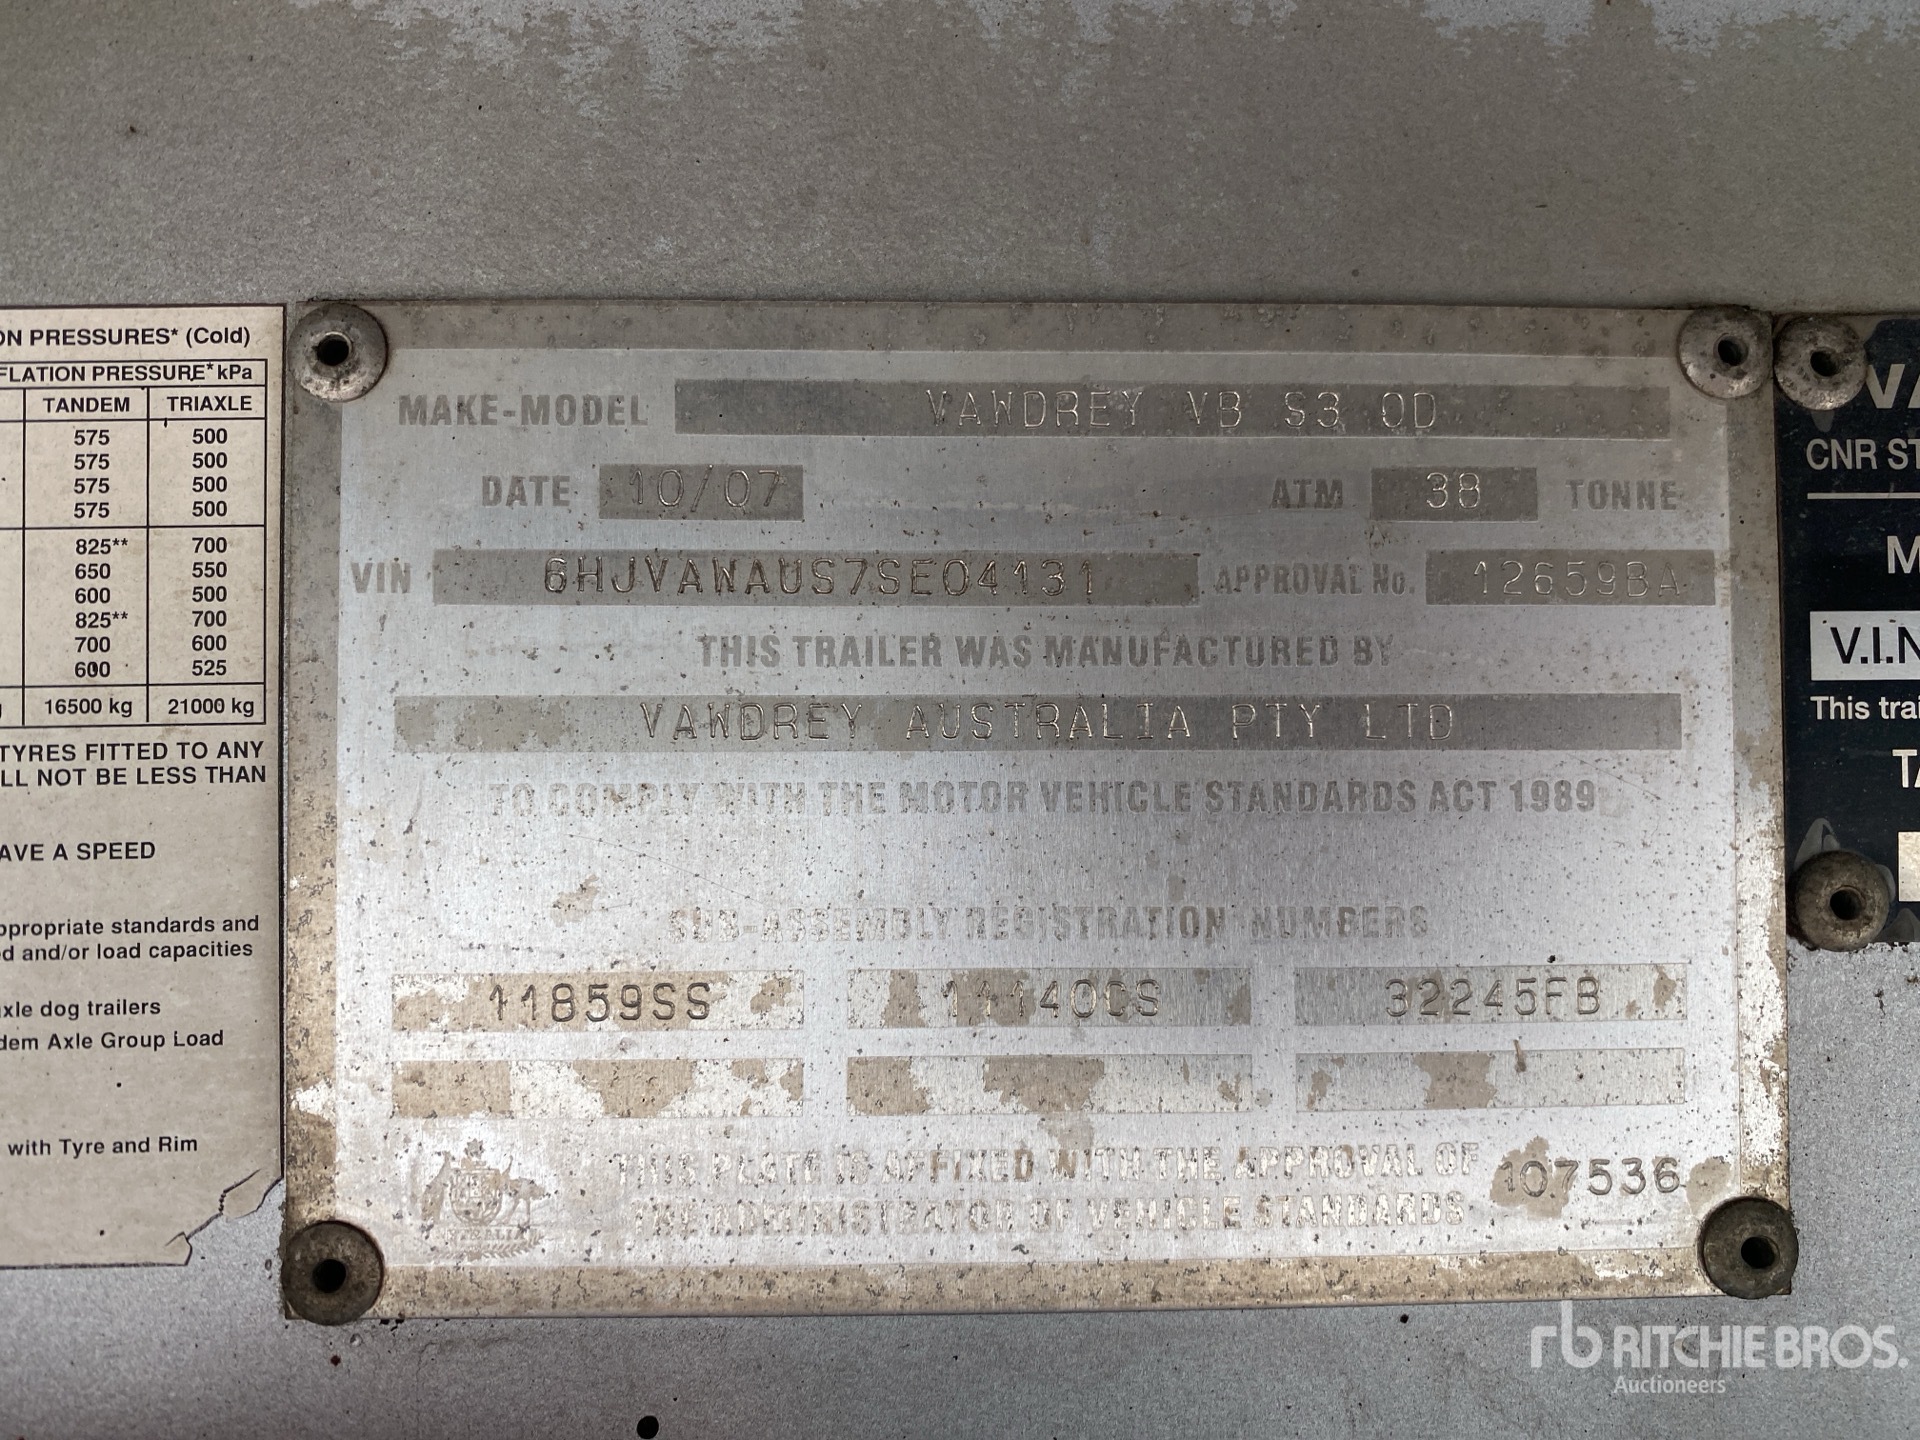 ON PRESSURES* (Cold)
FLATION PRESSURE* kPa
TANDEM TRIAXLE
575 500
575 500
575 500
575 500
825** 700
650 550
600 500
825** 700
700 600
600 525
g 16500 kg 21000 kg
TYRES FITTED TO ANY
LL NOT BE LESS THAN
AVE A SPEED
ppropriate standards and
d and/or load capacities
xle dog trailers
dem Axle Group Load
with Tyre and Rim
MAKE-MODEL VAWDREY VB S3 OD
DATE 10/07 ATM 38 TONNE
VIN 6HJVAWAUS7SE04131 APPROVAL No. 12659BA
THIS TRAILER WAS MANUFACTURED BY
VAWDREY AUSTRALIA PTY LTD
TO COMPLY WITH THE MOTOR VEHICLE STANDARDS ACT 1989
SUB-ASSEMBLY REGISTRATION NUMBERS
11859SS 11140CS 32245FB
THIS PLATE IS AFFIXED WITH THE APPROVAL OF
THE ADMINISTRATOR OF VEHICLE STANDARDS
107536
AUSTRALIA
VA
CNR ST
M
V.I.N
This trai
TA
rb RITCHIE BROS.
Auctioneers